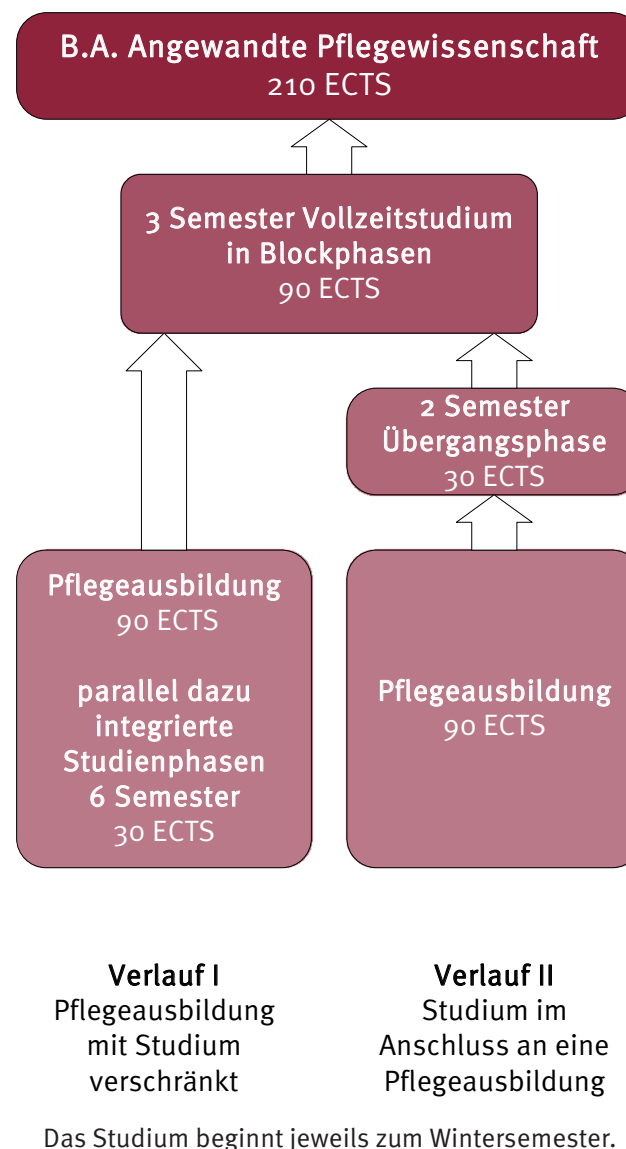 B.A. Angewandte Pflegewissenschaft
210 ECTS
3 Semester Vollzeitstudium
in Blockphasen
90 ECTS
2 Semester
Übergangsphase
30 ECTS
Pflegeausbildung
90 ECTS
parallel dazu
integrierte
Studienphasen
6 Semester
30 ECTS
Pflegeausbildung
90 ECTS
Verlauf I
Pflegeausbildung
mit Studium
verschränkt
Verlauf II
Studium im
Anschluss an eine
Pflegeausbildung
Das Studium beginnt jeweils zum Wintersemester.